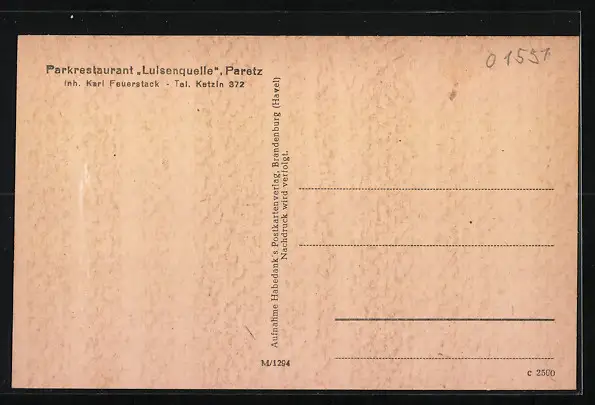 Parkrestaurant „Luisenquelle“, Paretz
Inh. Karl Feuerstack - Tel. Ketzin 372
01551
Aufnahme Habedank's Postkartenverlag, Brandenburg (Havel)
Nachdruck wird verfolgt.
M/1294
c 2500